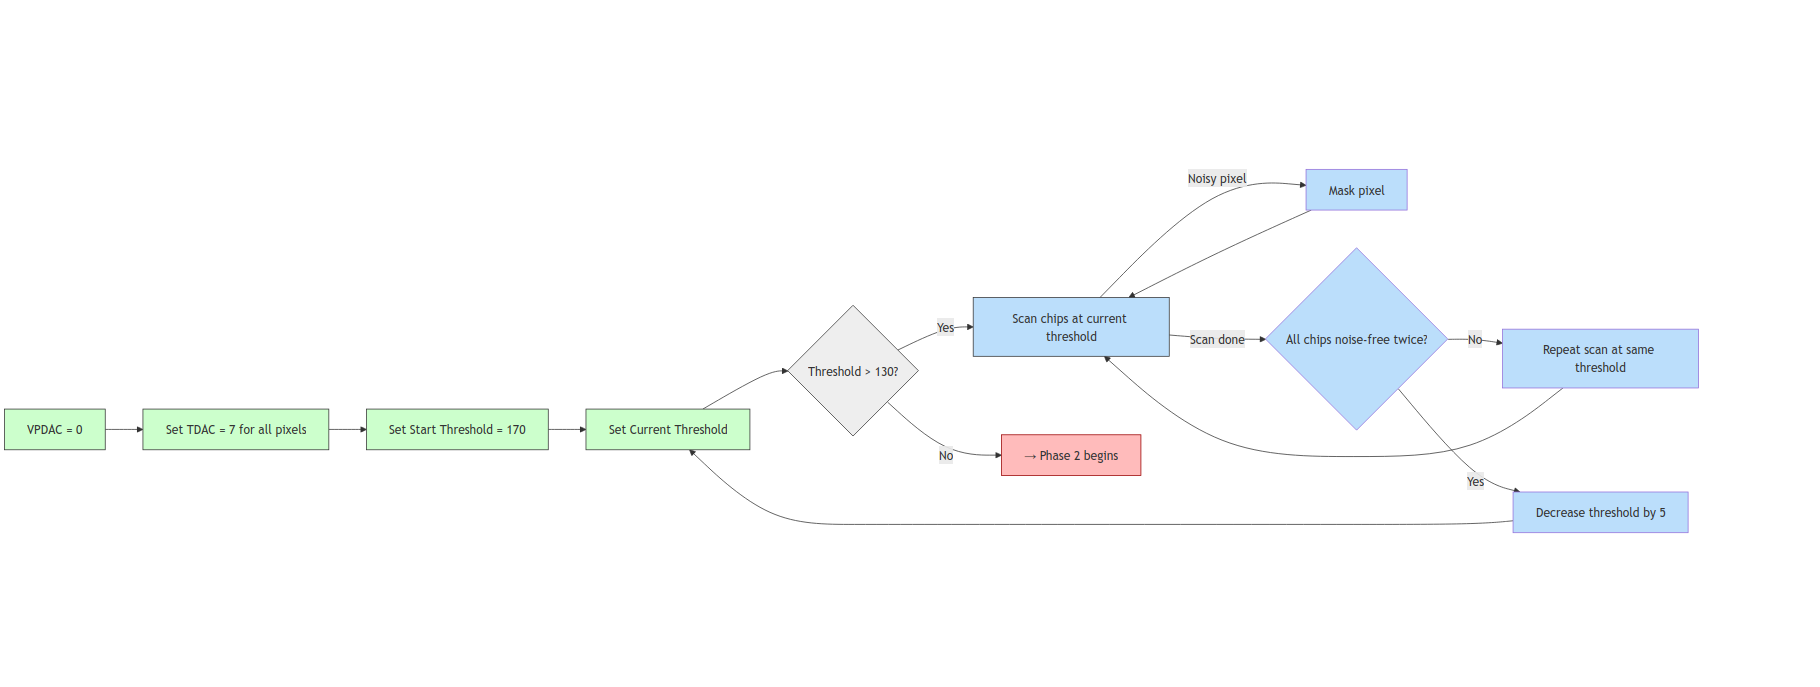 VPDAC = 0
Set TDAC = 7 for all pixels
Set Start Threshold = 170
Set Current Threshold
Threshold > 130?
Yes
No
→ Phase 2 begins
Scan chips at current
threshold
Noisy pixel
Mask pixel
Scan done
All chips noise-free twice?
No
Repeat scan at same
threshold
Yes
Decrease threshold by 5